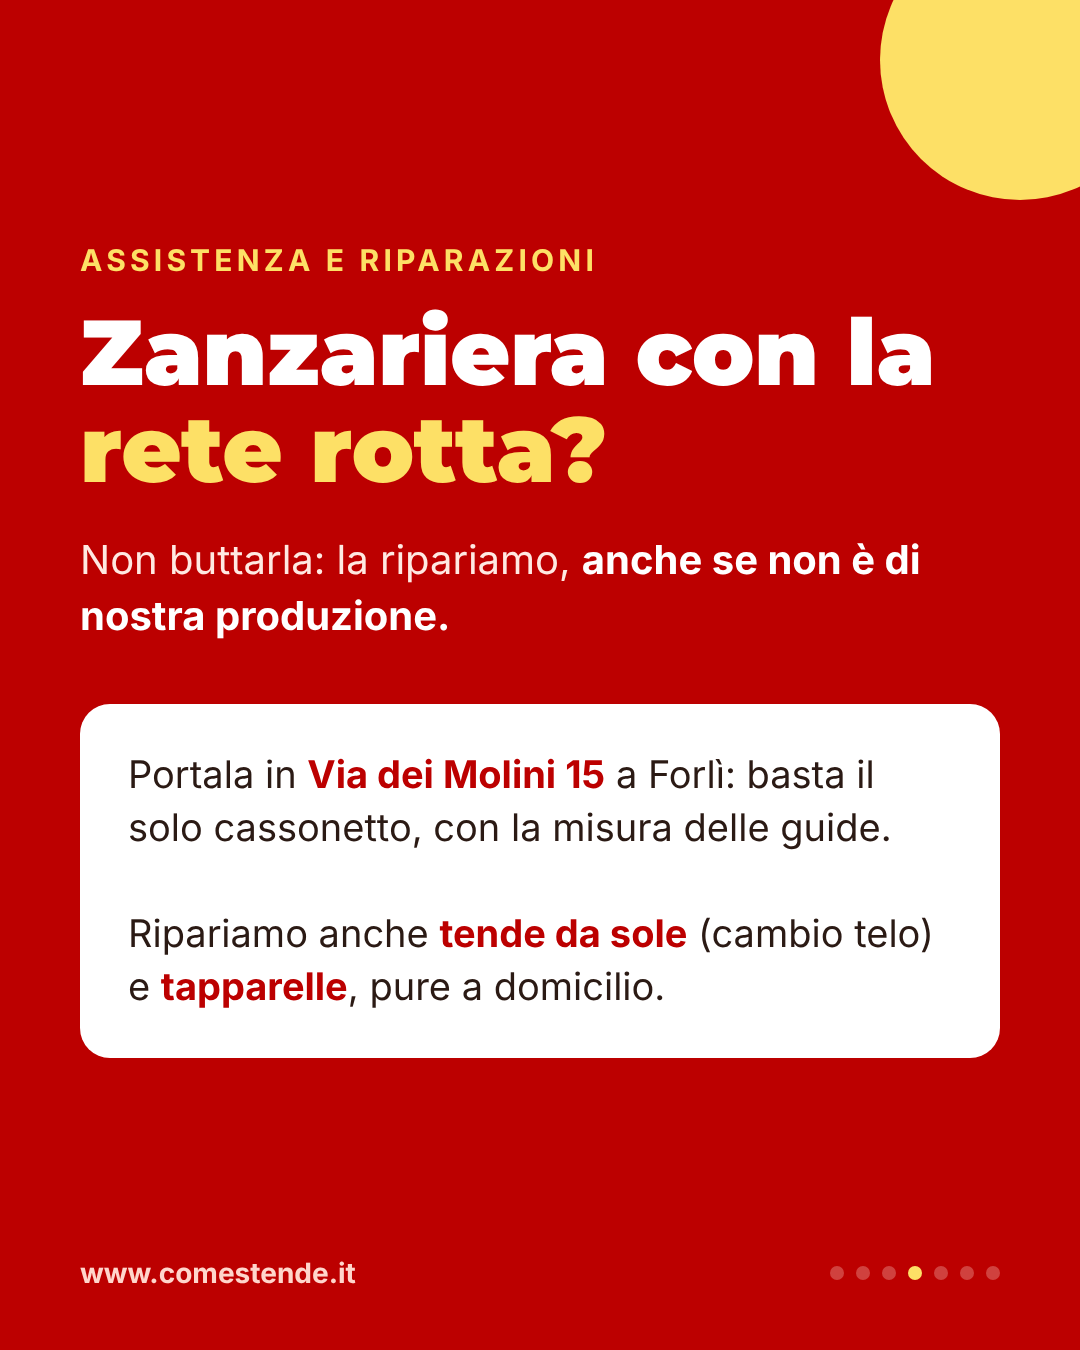 ASSISTENZA E RIPARAZIONI
Zanzariera con la
rete rotta?
Non buttarla: la ripariamo, anche se non è di
nostra produzione.
Portala in Via dei Molini 15 a Forlì: basta il
solo cassonetto, con la misura delle guide.
Ripariamo anche tende da sole (cambio telo)
e tapparelle, pure a domicilio.
www.comestende.it